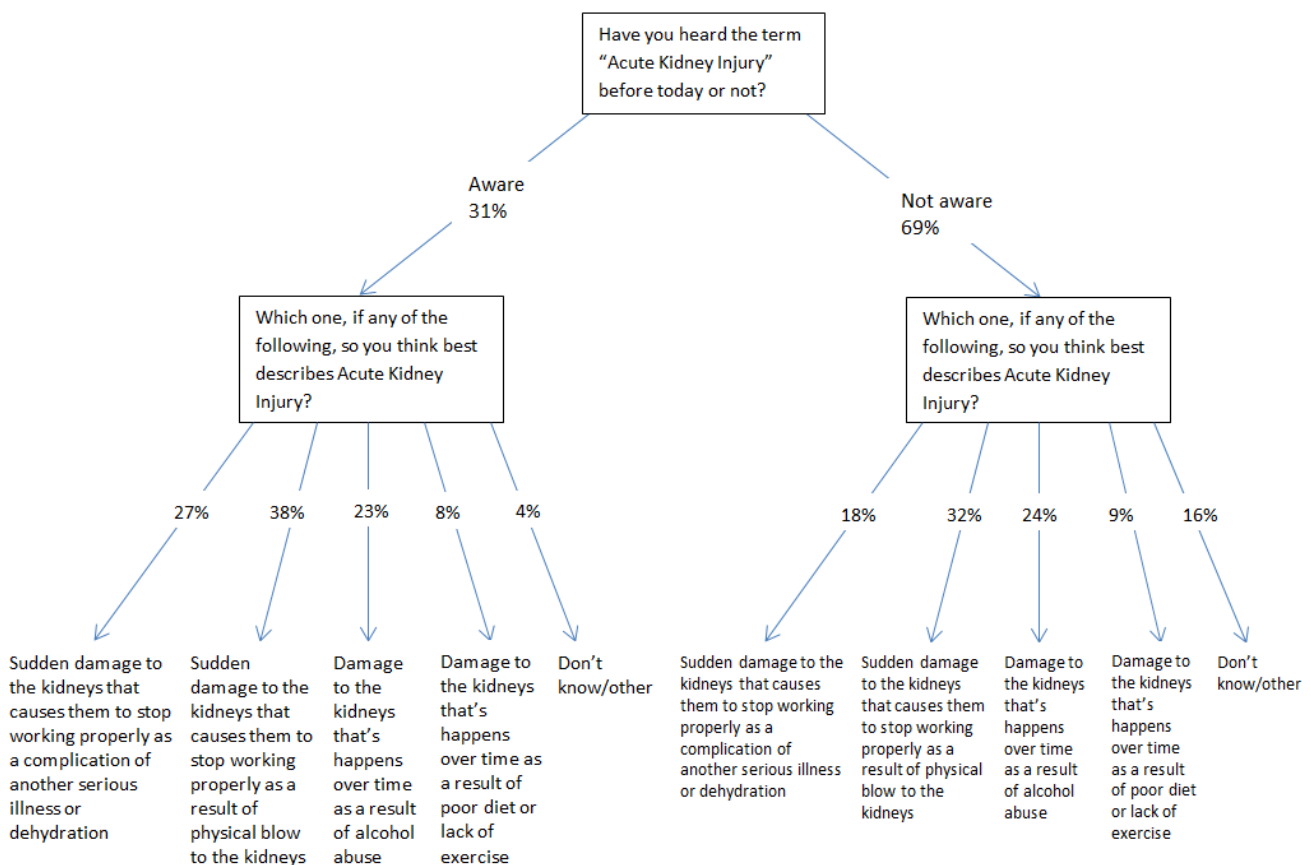 Have you heard the term
“Acute Kidney Injury”
before today or not?
Aware
31%
Not aware
69%
Which one, if any of the
following, so you think best
describes Acute Kidney
Injury?
Which one, if any of the
following, so you think best
describes Acute Kidney
Injury?
27%
38%
23%
8%
4%
18%
32%
24%
9%
16%
Sudden damage to
the kidneys that
causes them to stop
working properly as
a complication of
another serious
illness or
dehydration
Sudden
damage to the
kidneys that
causes them to
stop working
properly as a
result of
physical blow
to the kidneys
Damage
to the
kidneys
that’s
happens
over time
as a result
of alcohol
abuse
Damage to
the kidneys
that’s
happens
over time as
a result of
poor diet or
lack of
exercise
Don’t
know/other
Sudden damage to the
kidneys that causes
them to stop working
properly as a
complication of
another serious illness
or dehydration
Sudden damage
to the kidneys
that causes them
to stop working
properly as a
result of physical
blow to the
kidneys
Damage to
the kidneys
that’s
happens
over time
as a result
of alcohol
abuse
Damage to
the kidneys
that’s
happens
over time
as a result
of poor diet
or lack of
exercise
Don’t
know/other